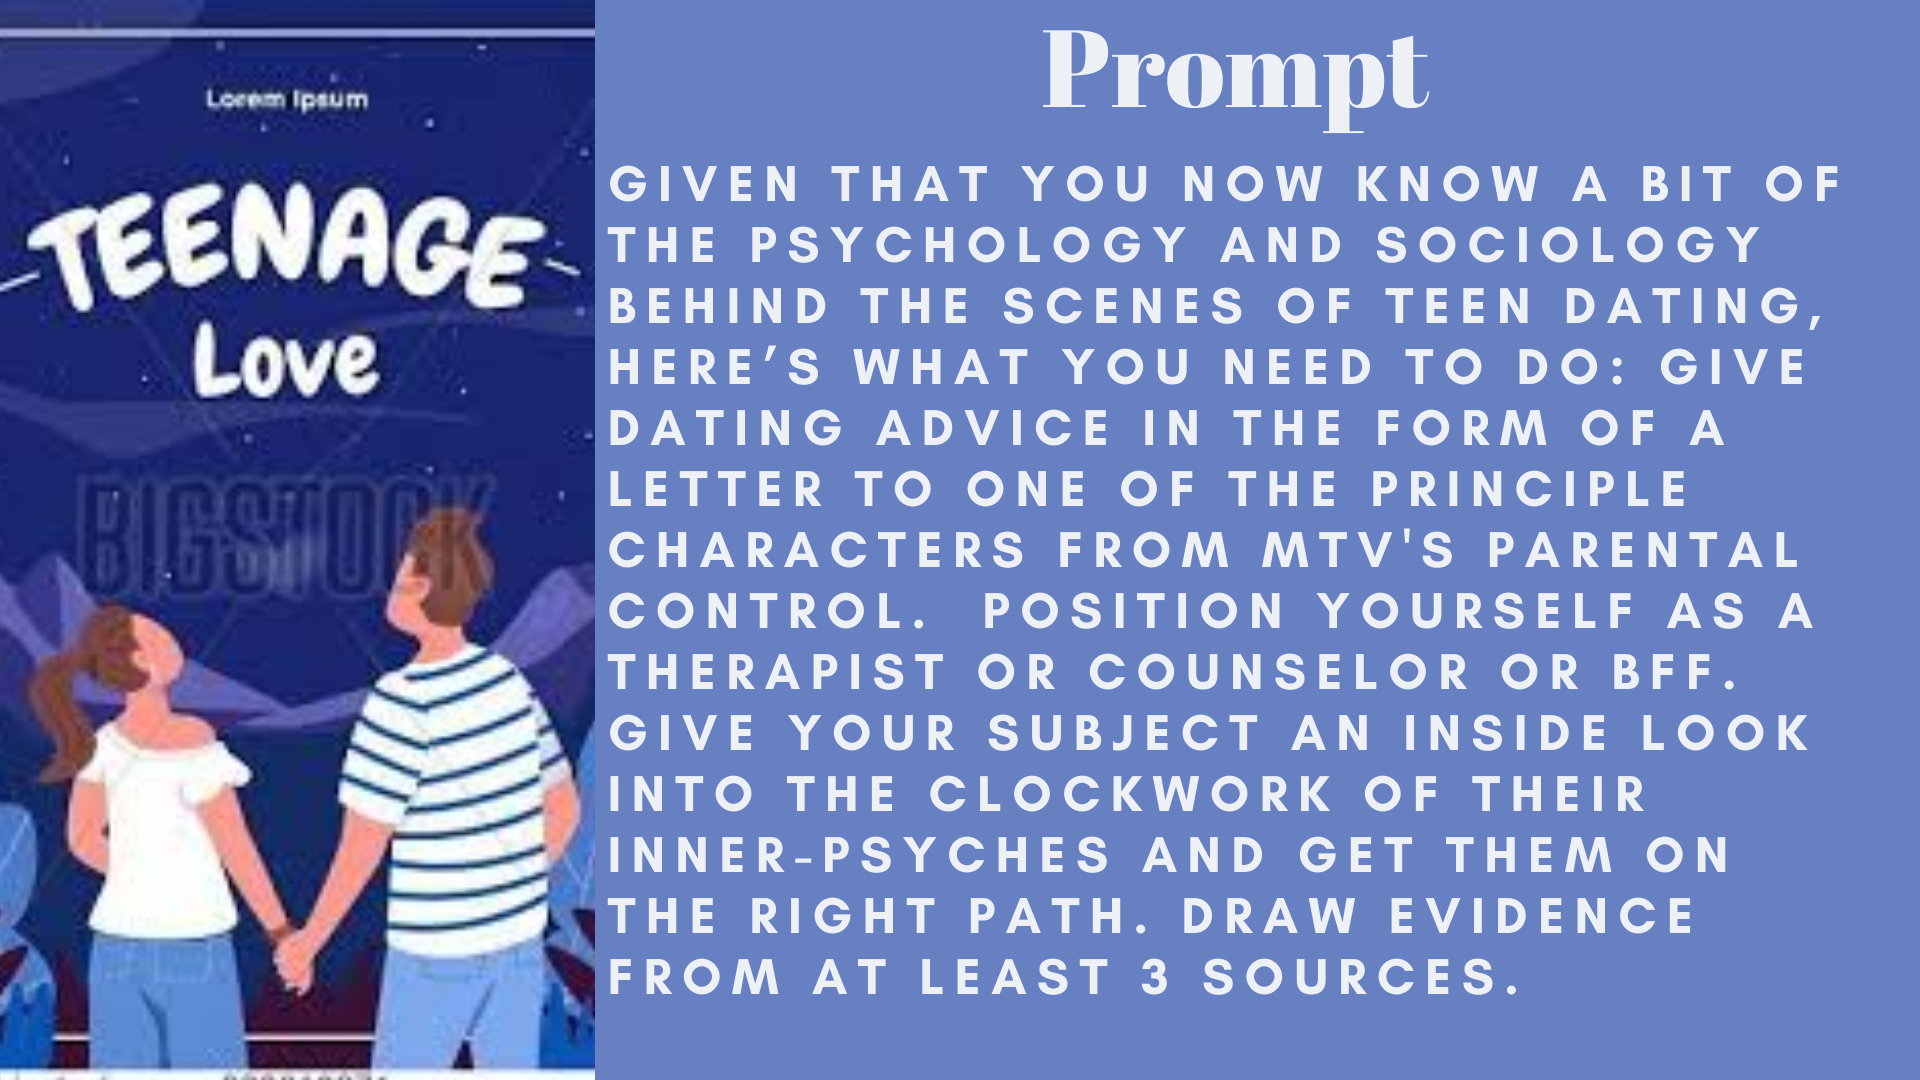 Lorem Ipsum
TEENAGE
Love
BIGSTOCK
Prompt
GIVEN THAT YOU NOW KNOW A BIT OF
THE PSYCHOLOGY AND SOCIOLOGY
BEHIND THE SCENES OF TEEN DATING,
HERE’S WHAT YOU NEED TO DO: GIVE
DATING ADVICE IN THE FORM OF A
LETTER TO ONE OF THE PRINCIPLE
CHARACTERS FROM MTV'S PARENTAL
CONTROL. POSITION YOURSELF AS A
THERAPIST OR COUNSELOR OR BFF.
GIVE YOUR SUBJECT AN INSIDE LOOK
INTO THE CLOCKWORK OF THEIR
INNER-PSYCHES AND GET THEM ON
THE RIGHT PATH. DRAW EVIDENCE
FROM AT LEAST 3 SOURCES.